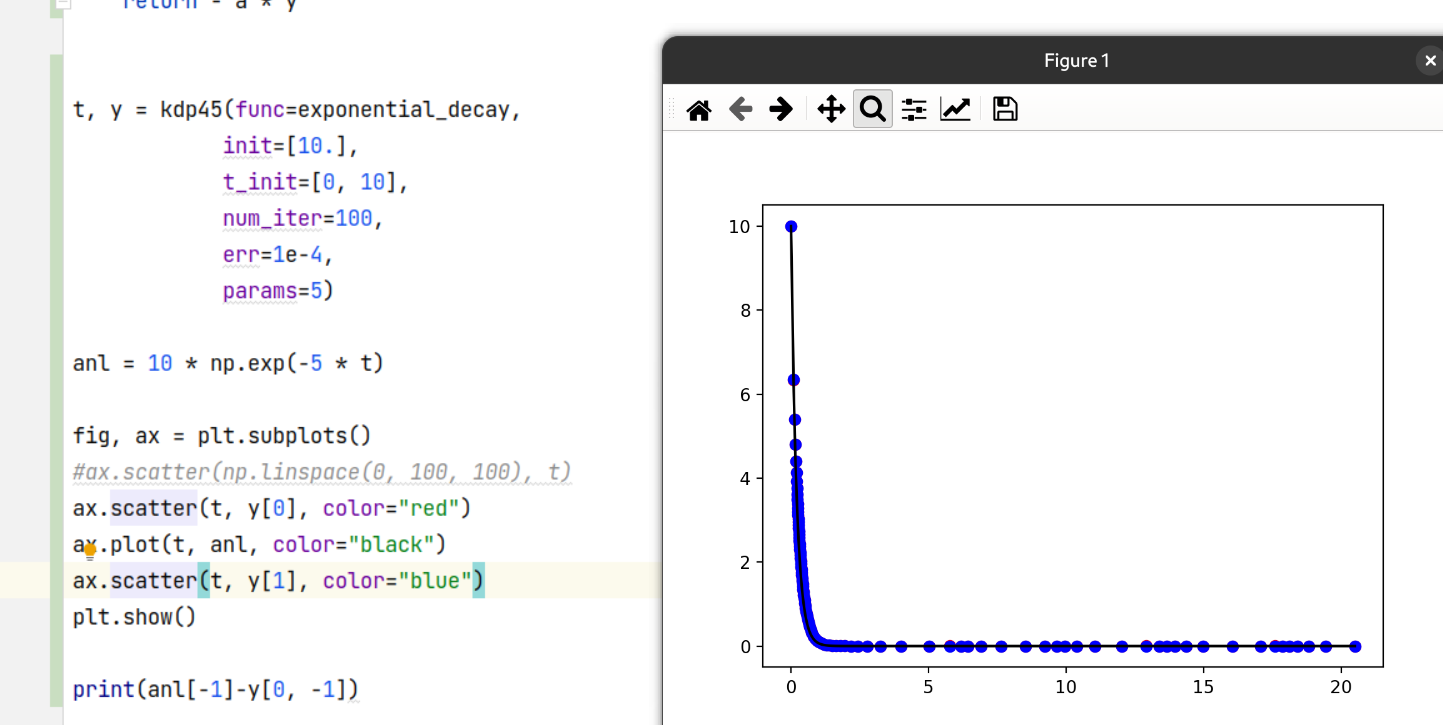 return - a * y
t, y = kdp45(func=exponential_decay,
init=[10.],
t_init=[0, 10],
num_iter=100,
err=1e-4,
params=5)
anl = 10 * np.exp(-5 * t)
fig, ax = plt.subplots()
#ax.scatter(np.linspace(0, 100, 100), t)
ax.scatter(t, y[0], color="red")
ax.plot(t, anl, color="black")
ax.scatter(t, y[1], color="blue")
plt.show()
print(anl[-1]-y[0, -1])
Figure 1
10
8
6
4
2
0
0 5 10 15 20